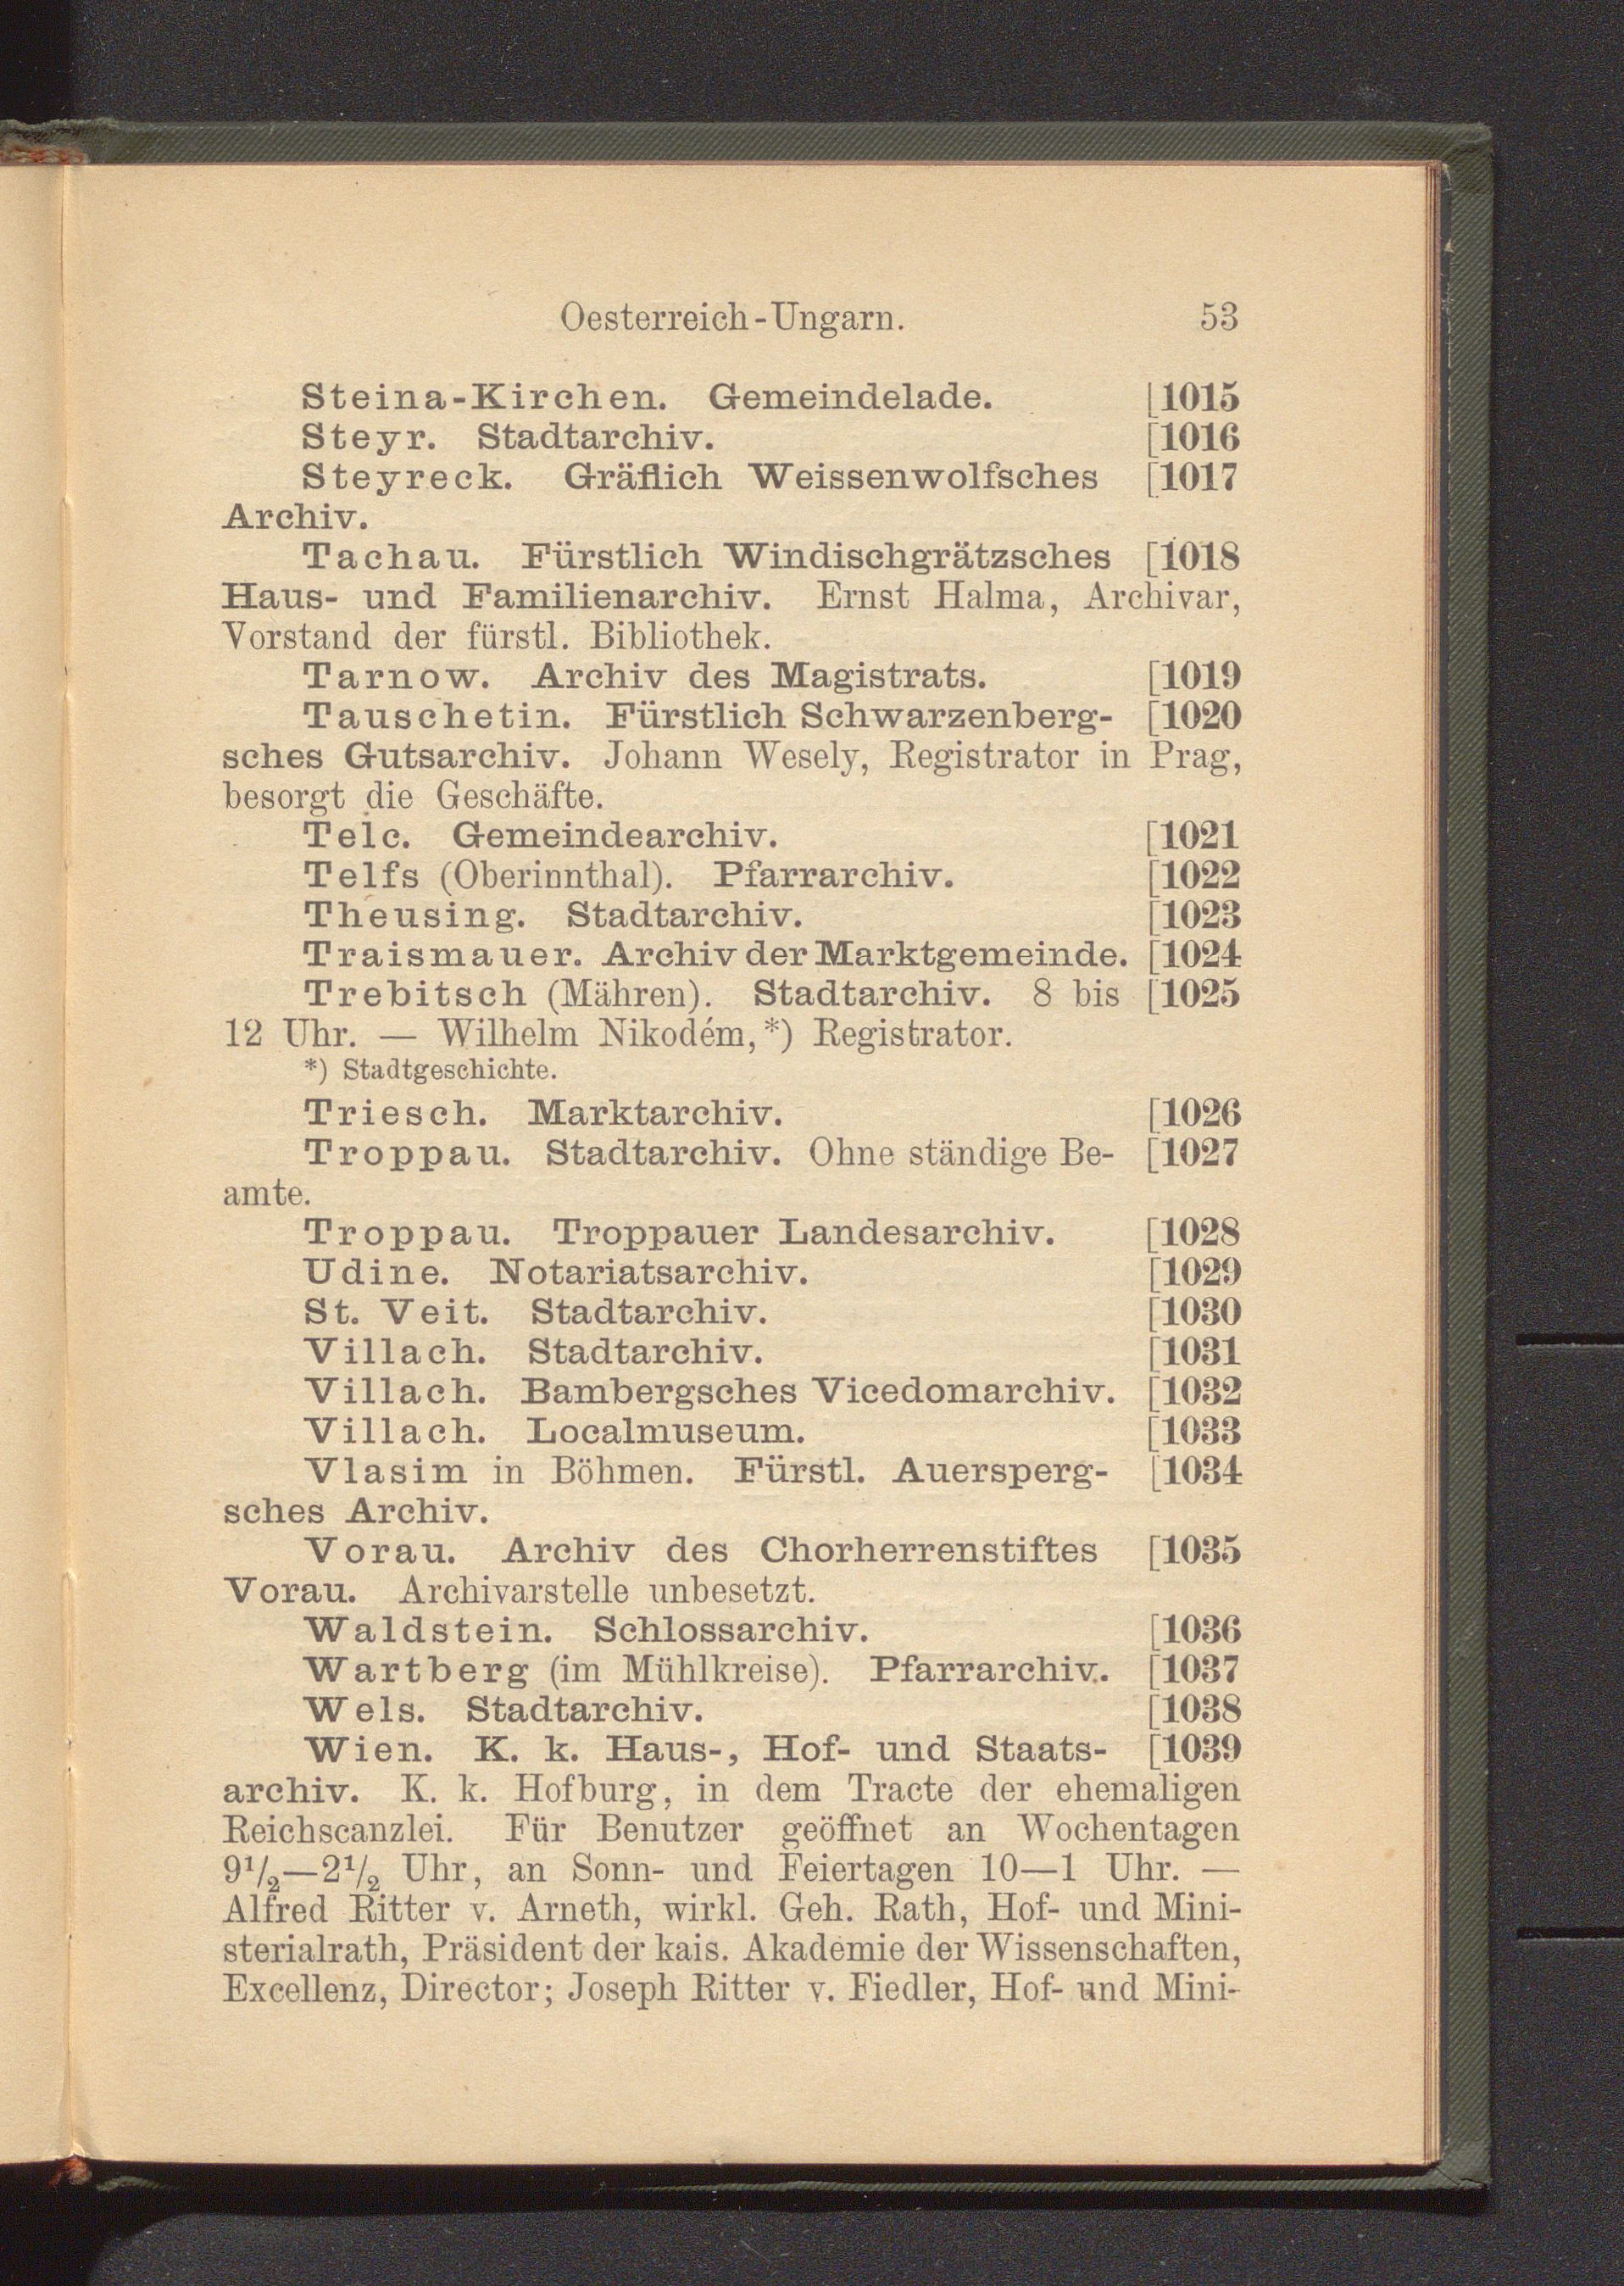 Oesterreich-Ungarn. 53
Steina-Kirchen. Gemeindelade. [1015
Steyr. Stadtarchiv. [1016
Steyreck. Gräflich Weissenwolfsches [1017
Archiv.
Tachau. Fürstlich Windischgrätzsches [1018
Haus- und Familienarchiv. Ernst Halma, Archivar,
Vorstand der fürstl. Bibliothek.
Tarnow. Archiv des Magistrats. [1019
Tauschetin. Fürstlich Schwarzenberg- [1020
sches Gutsarchiv. Johann Wesely, Registrator in Prag,
besorgt die Geschäfte.
Telc. Gemeindearchiv. [1021
Telfs (Oberinnthal). Pfarrarchiv. [1022
Theusing. Stadtarchiv. [1023
Traismauer. Archiv der Marktgemeinde. [1024
Trebitsch (Mähren). Stadtarchiv. 8 bis [1025
12 Uhr. — Wilhelm Nikodém,*) Registrator.
*) Stadtgeschichte.
Triesch. Marktarchiv. [1026
Troppau. Stadtarchiv. Ohne ständige Be- [1027
amte.
Troppau. Troppauer Landesarchiv. [1028
Udine. Notariatsarchiv. [1029
St. Veit. Stadtarchiv. [1030
Villach. Stadtarchiv. [1031
Villach. Bambergsches Vicedomarchiv. [1032
Villach. Localmuseum. [1033
Vlasim in Böhmen. Fürstl. Auersperg- [1034
sches Archiv.
Vorau. Archiv des Chorherrenstiftes [1035
Vorau. Archivarstelle unbesetzt.
Waldstein. Schlossarchiv. [1036
Wartberg (im Mühlkreise). Pfarrarchiv. [1037
Wels. Stadtarchiv. [1038
Wien. K. k. Haus-, Hof- und Staats- [1039
archiv. K. k. Hofburg, in dem Tracte der ehemaligen
Reichscanzlei. Für Benutzer geöffnet an Wochentagen
9¹/₂—2¹/₂ Uhr, an Sonn- und Feiertagen 10—1 Uhr. —
Alfred Ritter v. Arneth, wirkl. Geh. Rath, Hof- und Mini-
sterialrath, Präsident der kais. Akademie der Wissenschaften,
Excellenz, Director; Joseph Ritter v. Fiedler, Hof- und Mini-